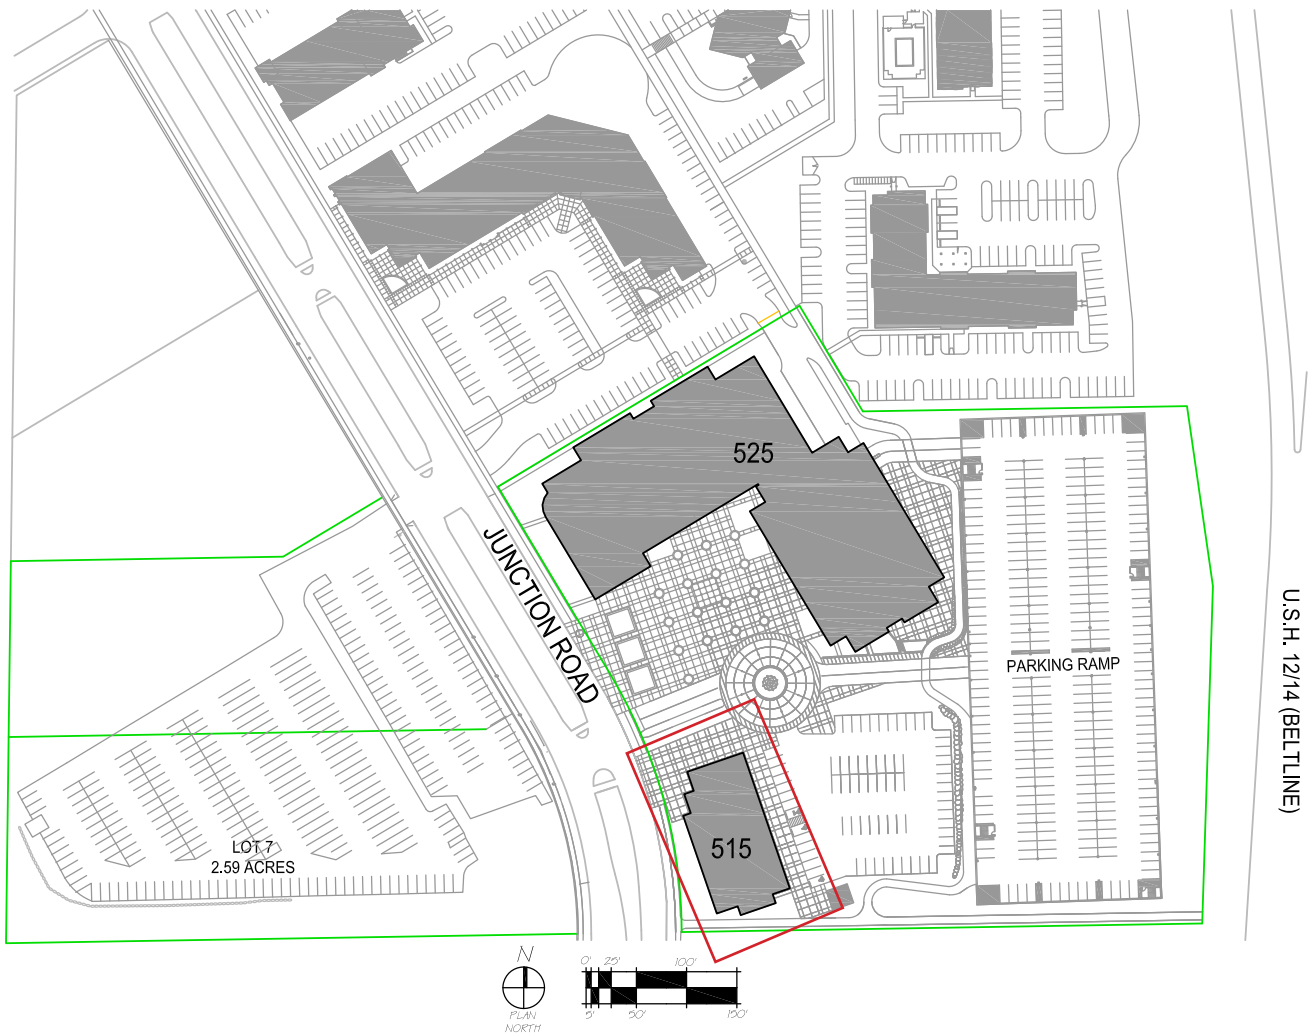 525
JUNCTION ROAD
PARKING RAMP
U.S.H. 12/14 (BELTLINE)
LOT 7
2.59 ACRES
515
N
PLAN
NORTH
0' 25' 100'
5' 50' 150'